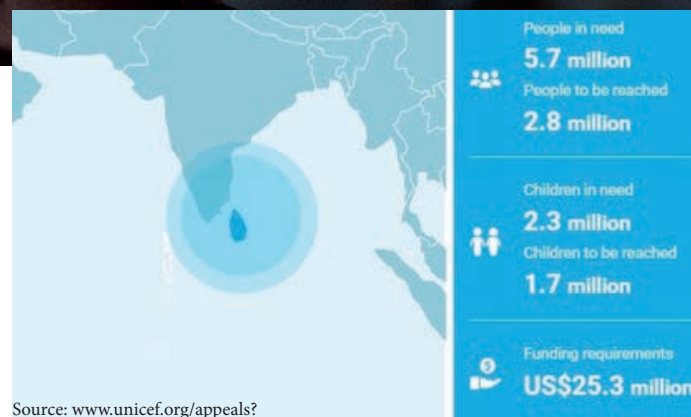 People in need
5.7 million
People to be reached
2.8 million
Children in need
2.3 million
Children to be reached
1.7 million
Funding requirements
US$25.3 million
Source: www.unicef.org/appeals?